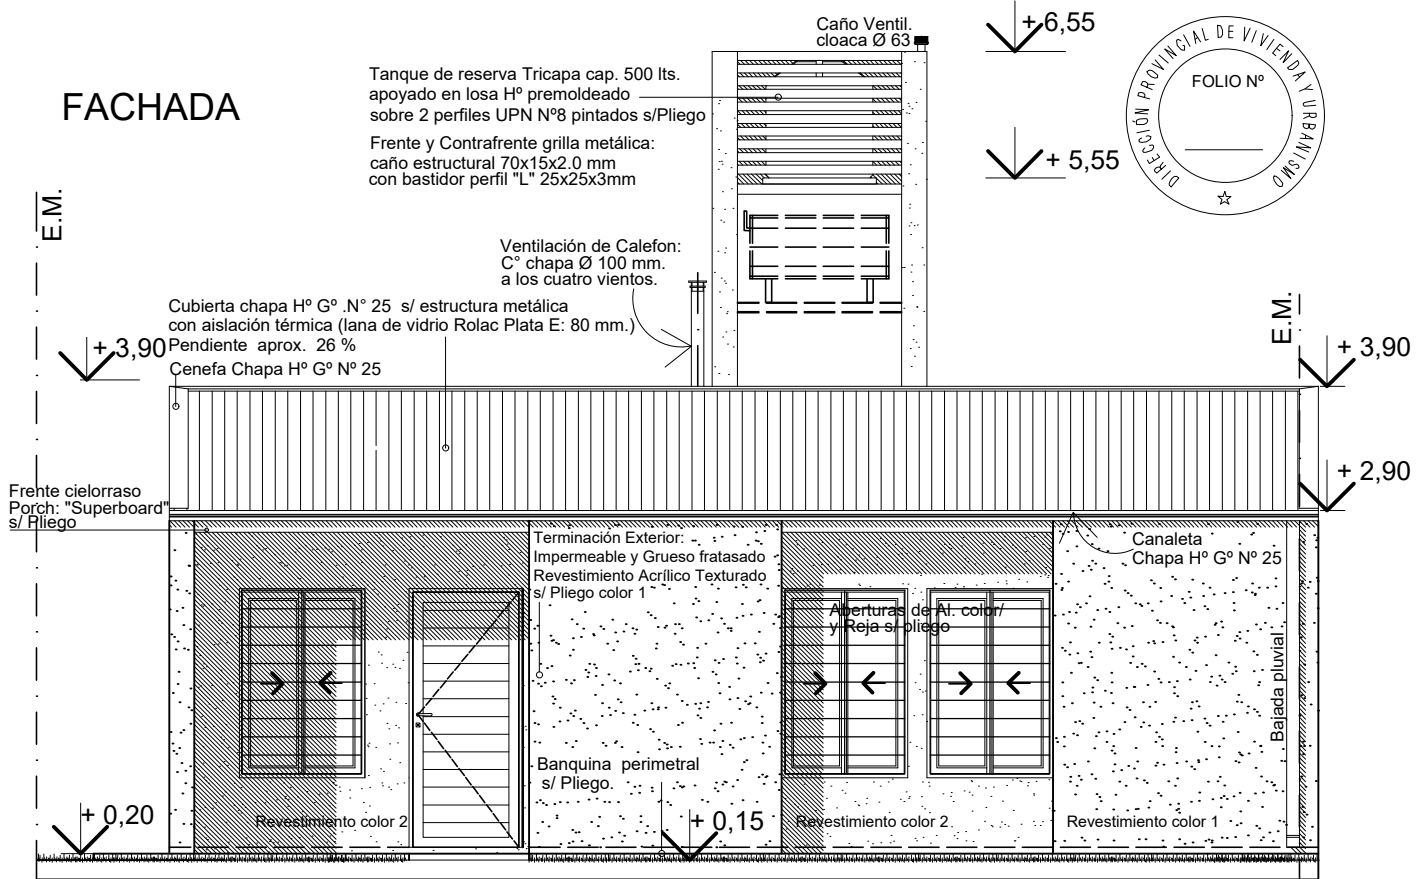 FACHADA
Caño Ventil.
cloaca Ø 63
+ 6,55
Tanque de reserva Tricapa cap. 500 lts.
apoyado en losa Hº premoldeado
sobre 2 perfiles UPN Nº8 pintados s/Pliego
Frente y Contrafrente grilla metálica:
caño estructural 70x15x2.0 mm
con bastidor perfil "L" 25x25x3mm
+ 5,55
DIRECCIÓN PROVINCIAL DE VIVIENDA Y URBANISMO
FOLIO Nº
E.M.
Ventilación de Calefon:
C° chapa Ø 100 mm.
a los cuatro vientos.
Cubierta chapa Hº Gº .N° 25 s/ estructura metálica
con aislación térmica (lana de vidrio Rolac Plata E: 80 mm.)
Pendiente aprox. 26 %
Cenefa Chapa Hº Gº Nº 25
+ 3,90
E.M.
+ 3,90
+ 2,90
Frente cielorraso
Porch: "Superboard"
s/ Pliego
Terminación Exterior:
Impermeable y Grueso fratasado
Revestimiento Acrílico Texturado
s/ Pliego color 1
Canaleta
Chapa Hº Gº Nº 25
Aberturas de Al. color/
y Reja s/ pliego
Bajada pluvial
Banquina perimetral
s/ Pliego.
+ 0,20
Revestimiento color 2
+ 0,15
Revestimiento color 2
Revestimiento color 1